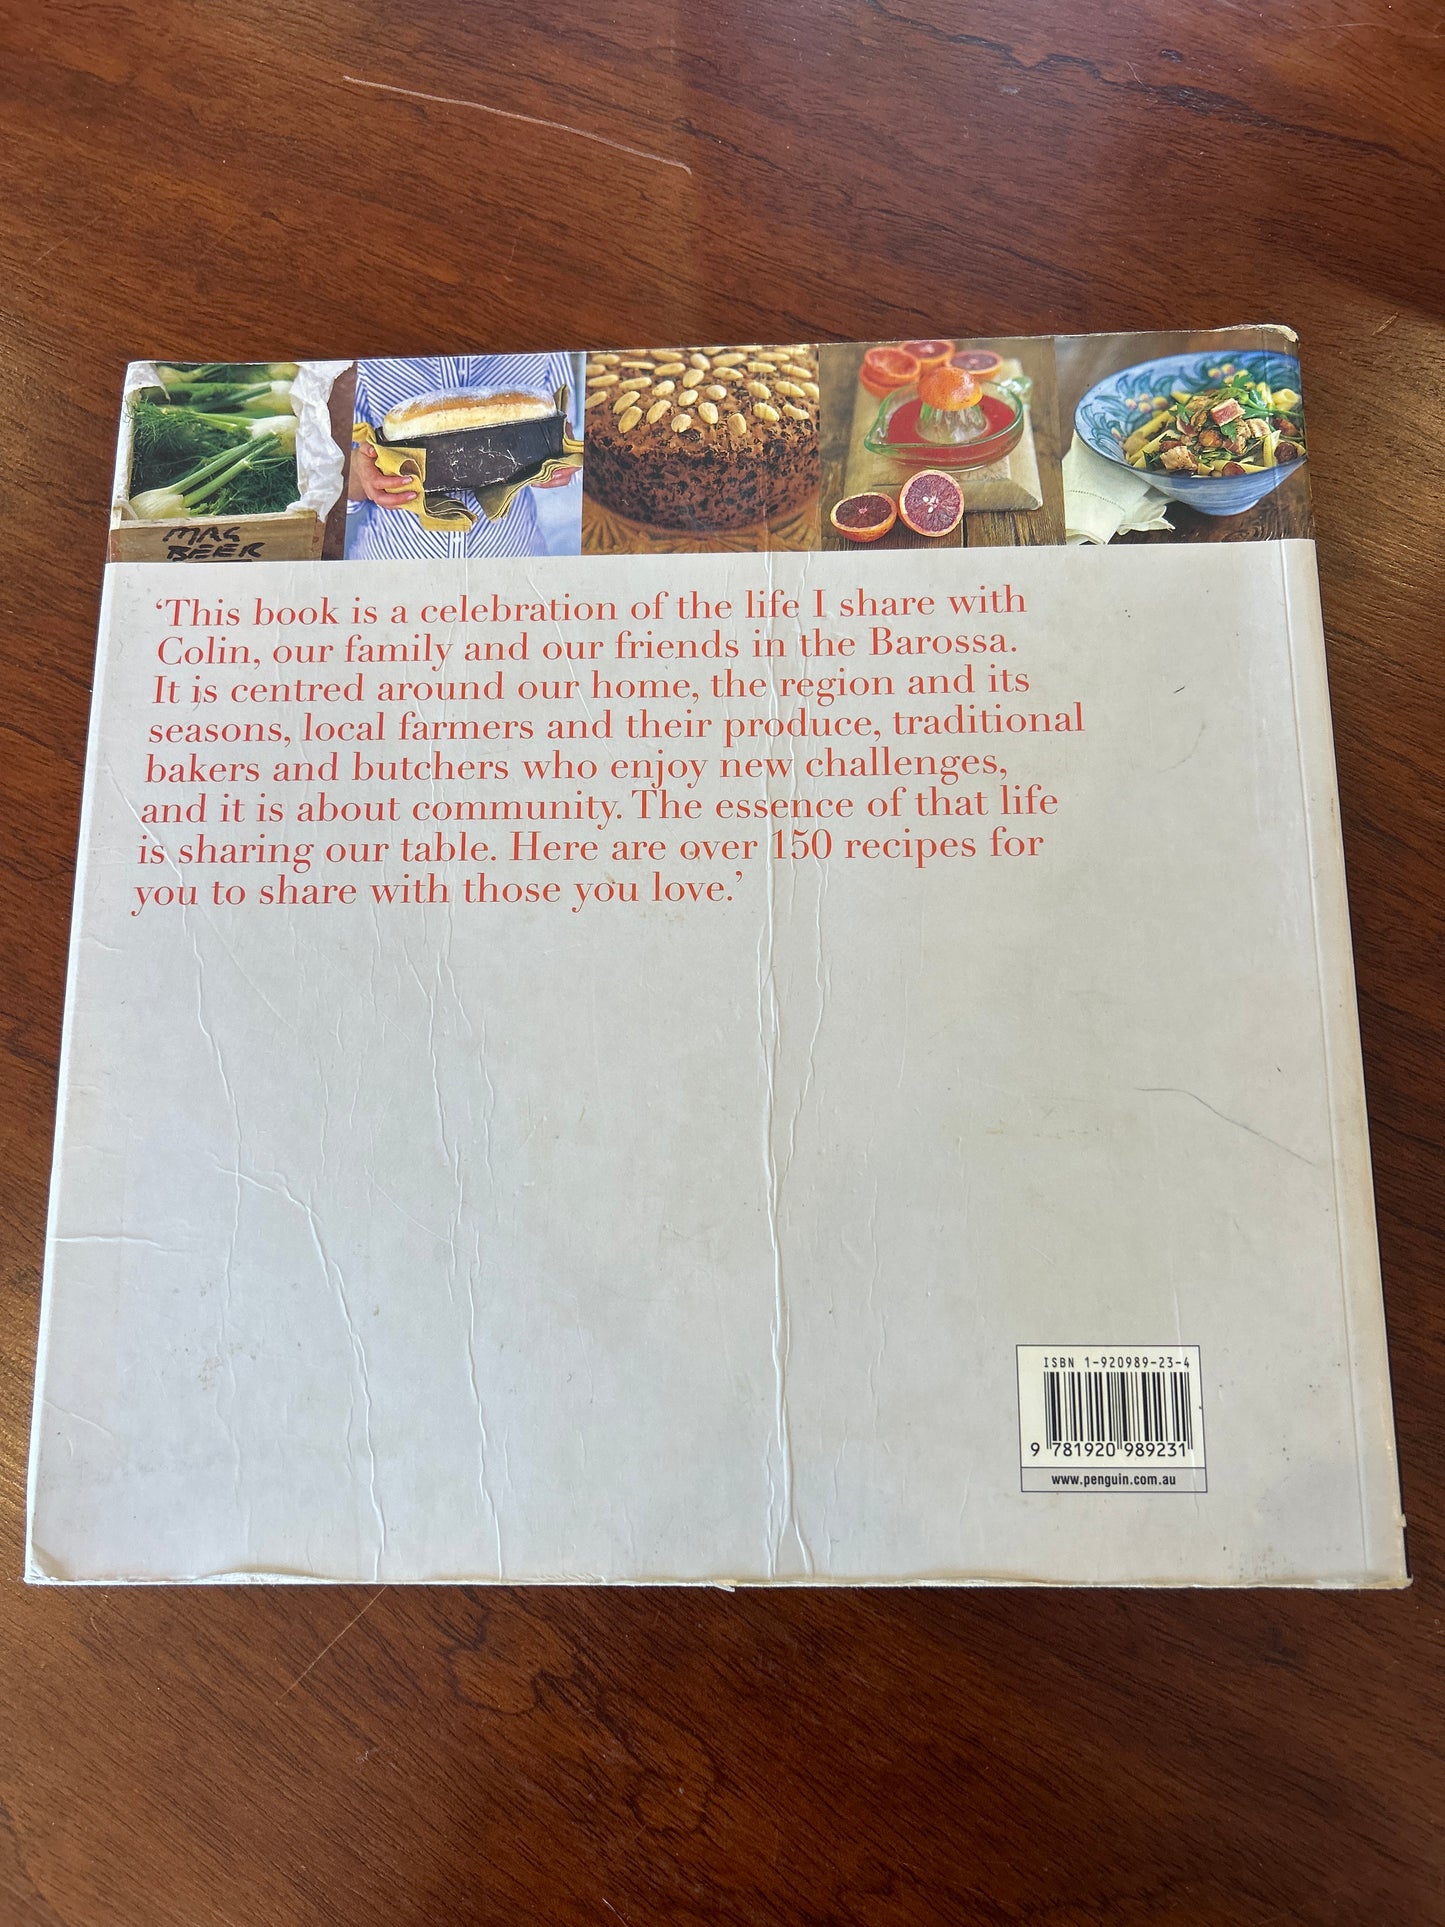 MAG
BEER
‘This book is a celebration of the life I share with
Colin, our family and our friends in the Barossa.
It is centred around our home, the region and its
seasons, local farmers and their produce, traditional
bakers and butchers who enjoy new challenges,
and it is about community. The essence of that life
is sharing our table. Here are over 150 recipes for
you to share with those you love.’
ISBN 1-920989-23-4
9 781920 989231
www.penguin.com.au